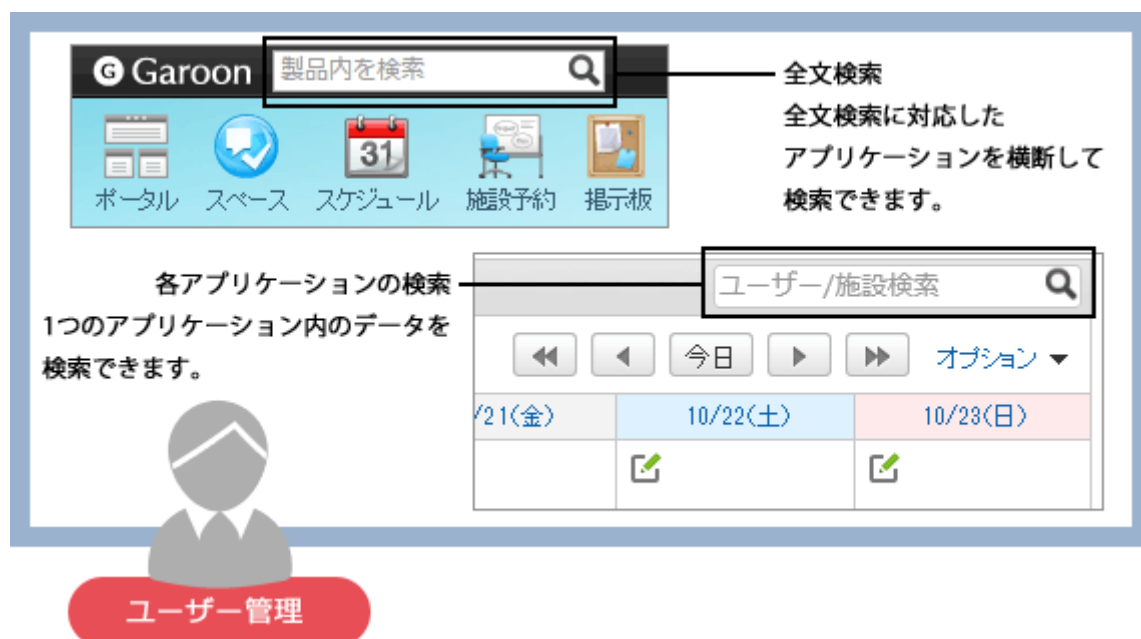 G Garoon 製品内を検索
ポータル スペース 31 スケジュール 施設予約 掲示板
全文検索
全文検索に対応した
アプリケーションを横断して
検索できます。
各アプリケーションの検索
1つのアプリケーション内のデータを
検索できます。
ユーザー/施設検索
今日 オプション
/21(金) 10/22(土) 10/23(日)
ユーザー管理